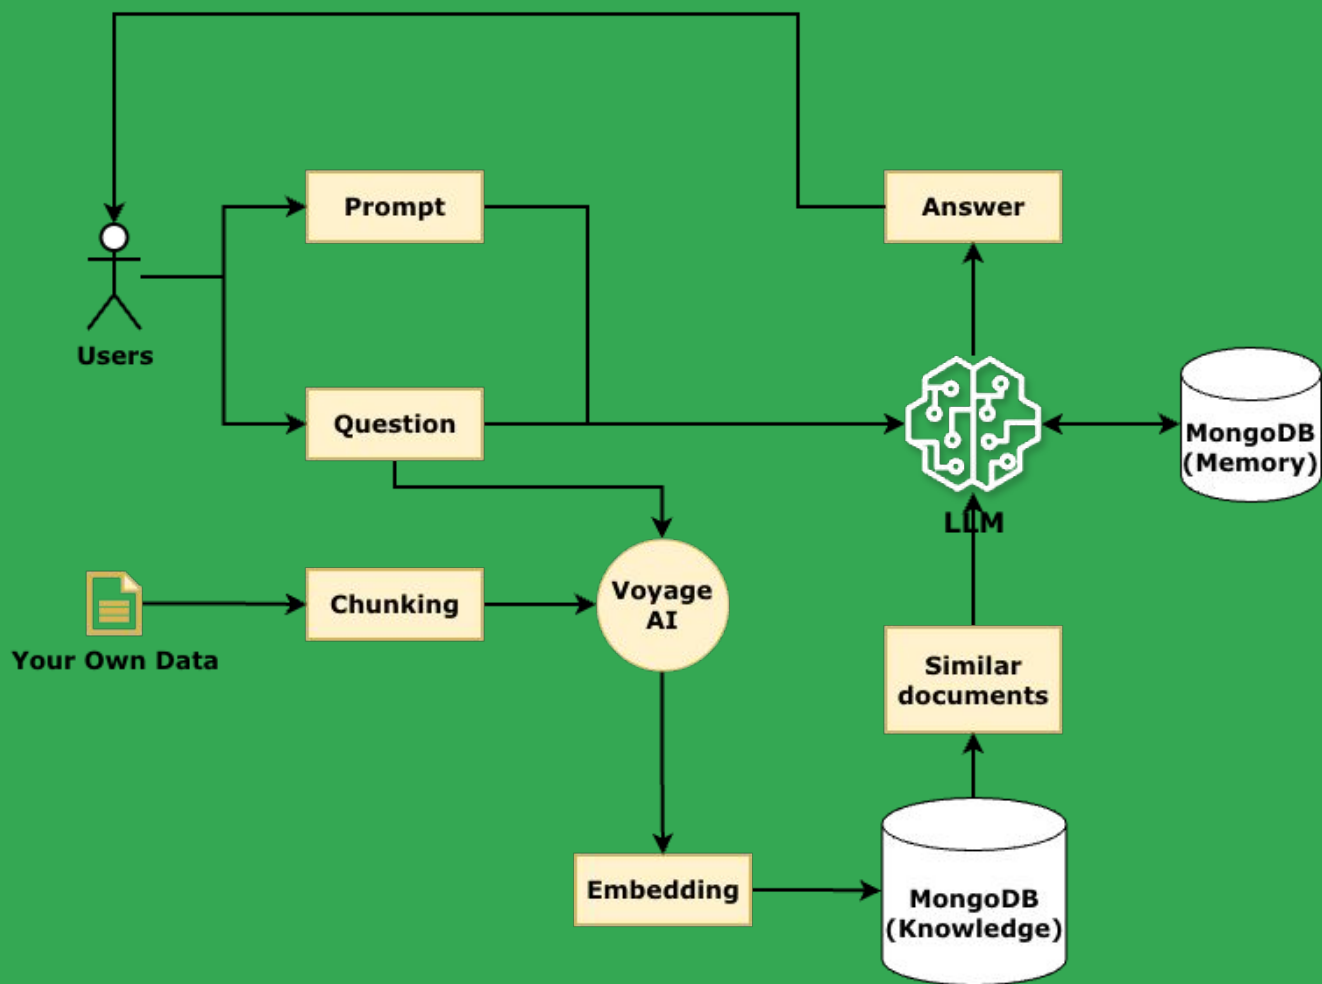 Prompt
Answer
Users
Question
MongoDB
(Memory)
LLM
Chunking
Voyage
AI
Your Own Data
Similar
documents
Embedding
MongoDB
(Knowledge)